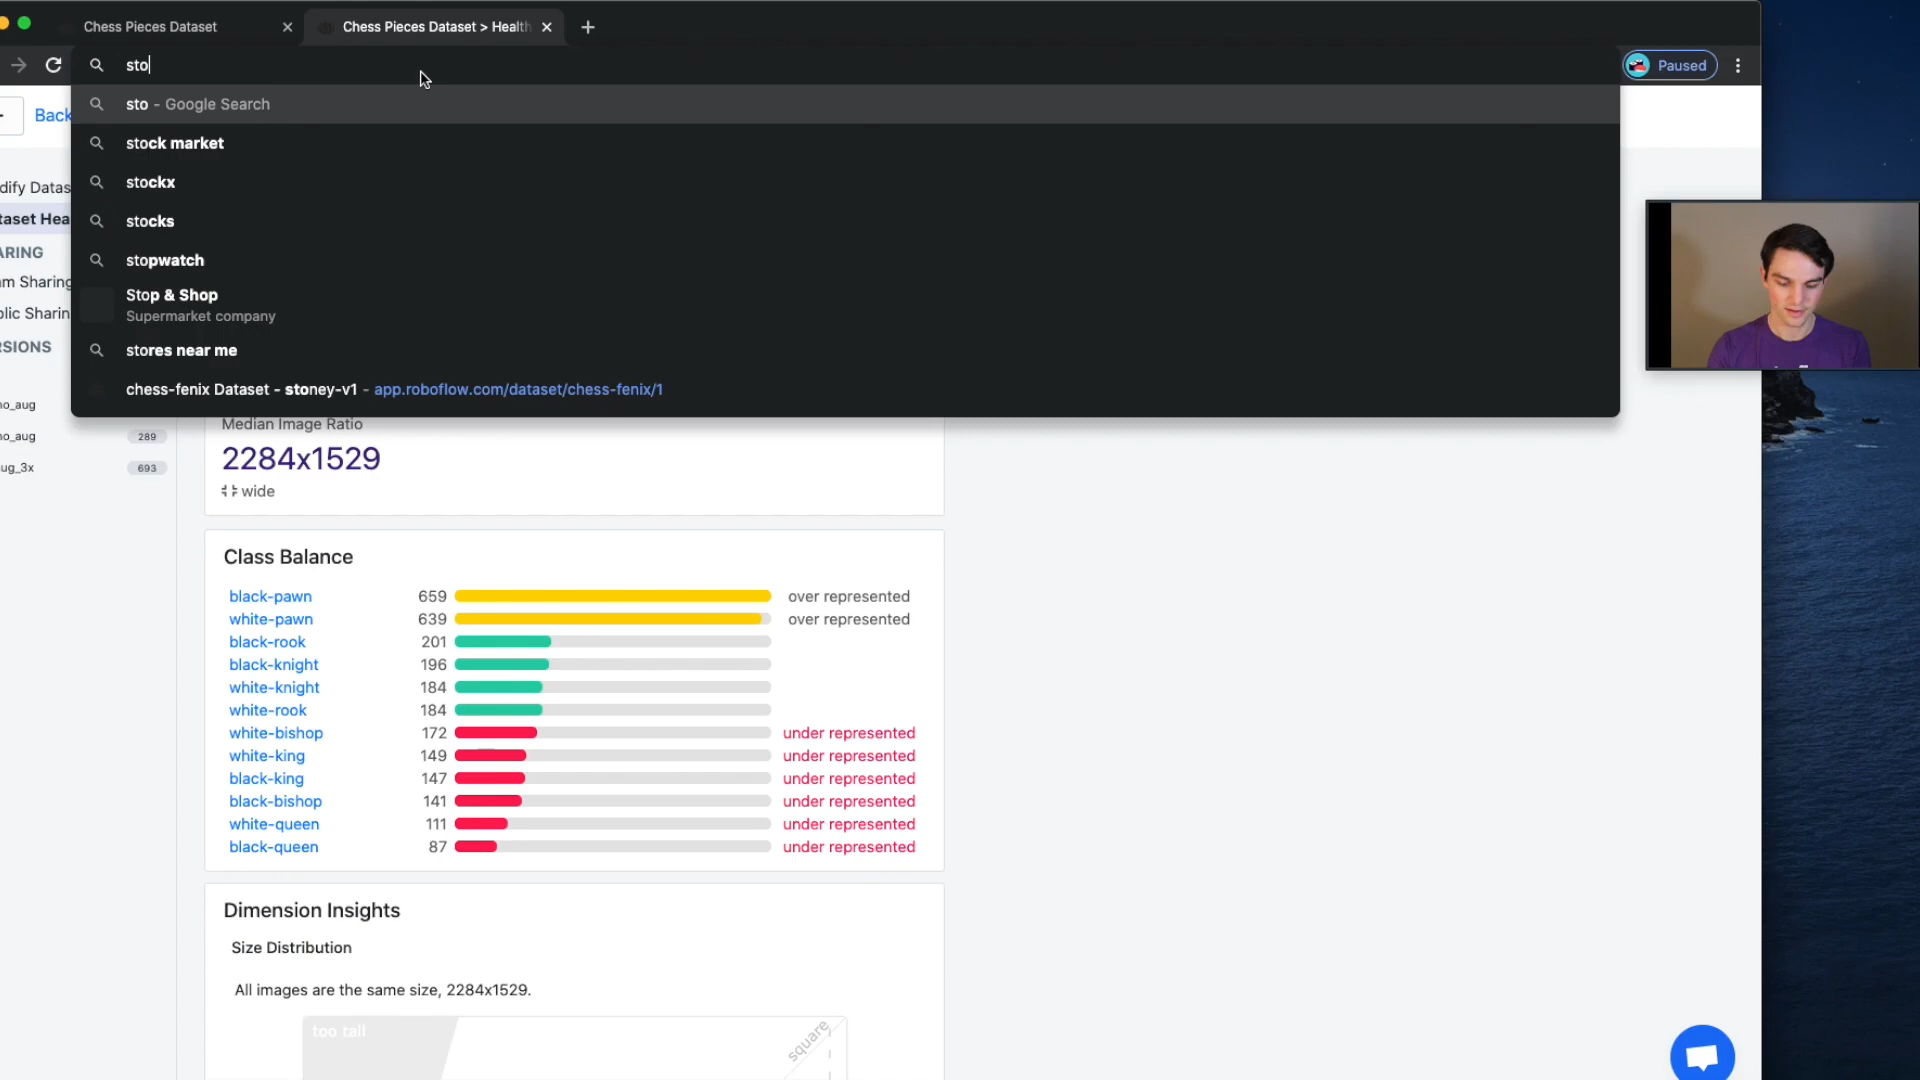 Chess Pieces Dataset
Chess Pieces Dataset > Health
sto
Paused
sto - Google Search
stock market
stockx
stocks
stopwatch
Stop & Shop
Supermarket company
stores near me
chess-fenix Dataset - stoney-v1 - app.roboflow.com/dataset/chess-fenix/1
Back
dify Datas
taset Hea
ARING
am Sharing
blic Sharin
RSIONS
no_aug
no_aug 289
ug_3x 693
Median Image Ratio
2284x1529
wide
Class Balance
black-pawn 659 over represented
white-pawn 639 over represented
black-rook 201
black-knight 196
white-knight 184
white-rook 184
white-bishop 172 under represented
white-king 149 under represented
black-king 147 under represented
black-bishop 141 under represented
white-queen 111 under represented
black-queen 87 under represented
Dimension Insights
Size Distribution
All images are the same size, 2284x1529.
too tall
square